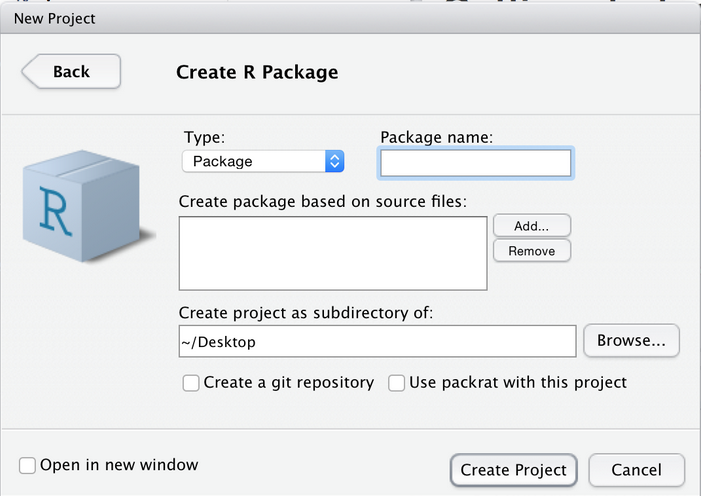 New Project
Back
Create R Package
Type:
Package name:
Package
R
Create package based on source files:
Add...
Remove
Create project as subdirectory of:
~/Desktop
Browse...
Create a git repository
Use packrat with this project
Open in new window
Create Project
Cancel